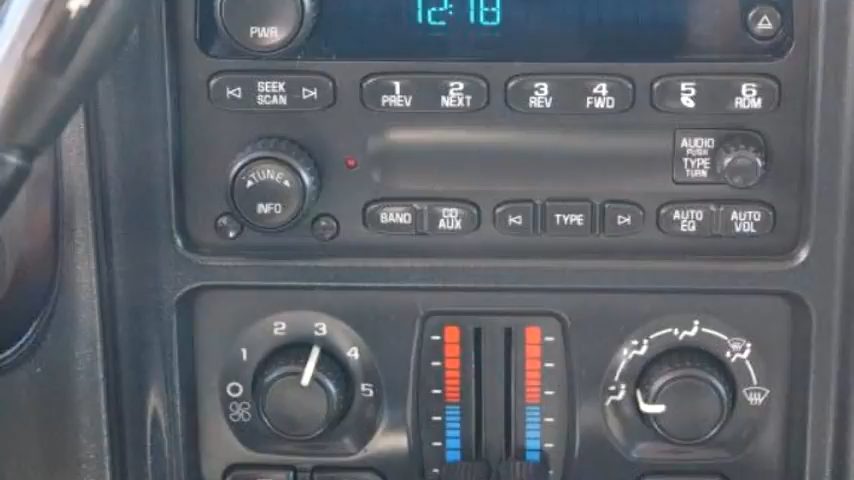 12:18
PWR
SEEK
SCAN
1
PREV
2
NEXT
3
REV
4
FWD
5
6
RDM
AUDIO
PUSH
TYPE
TURN
TUNE
INFO
BAND
CD
AUX
TYPE
AUTO
EQ
AUTO
VOL
1
2
3
4
5